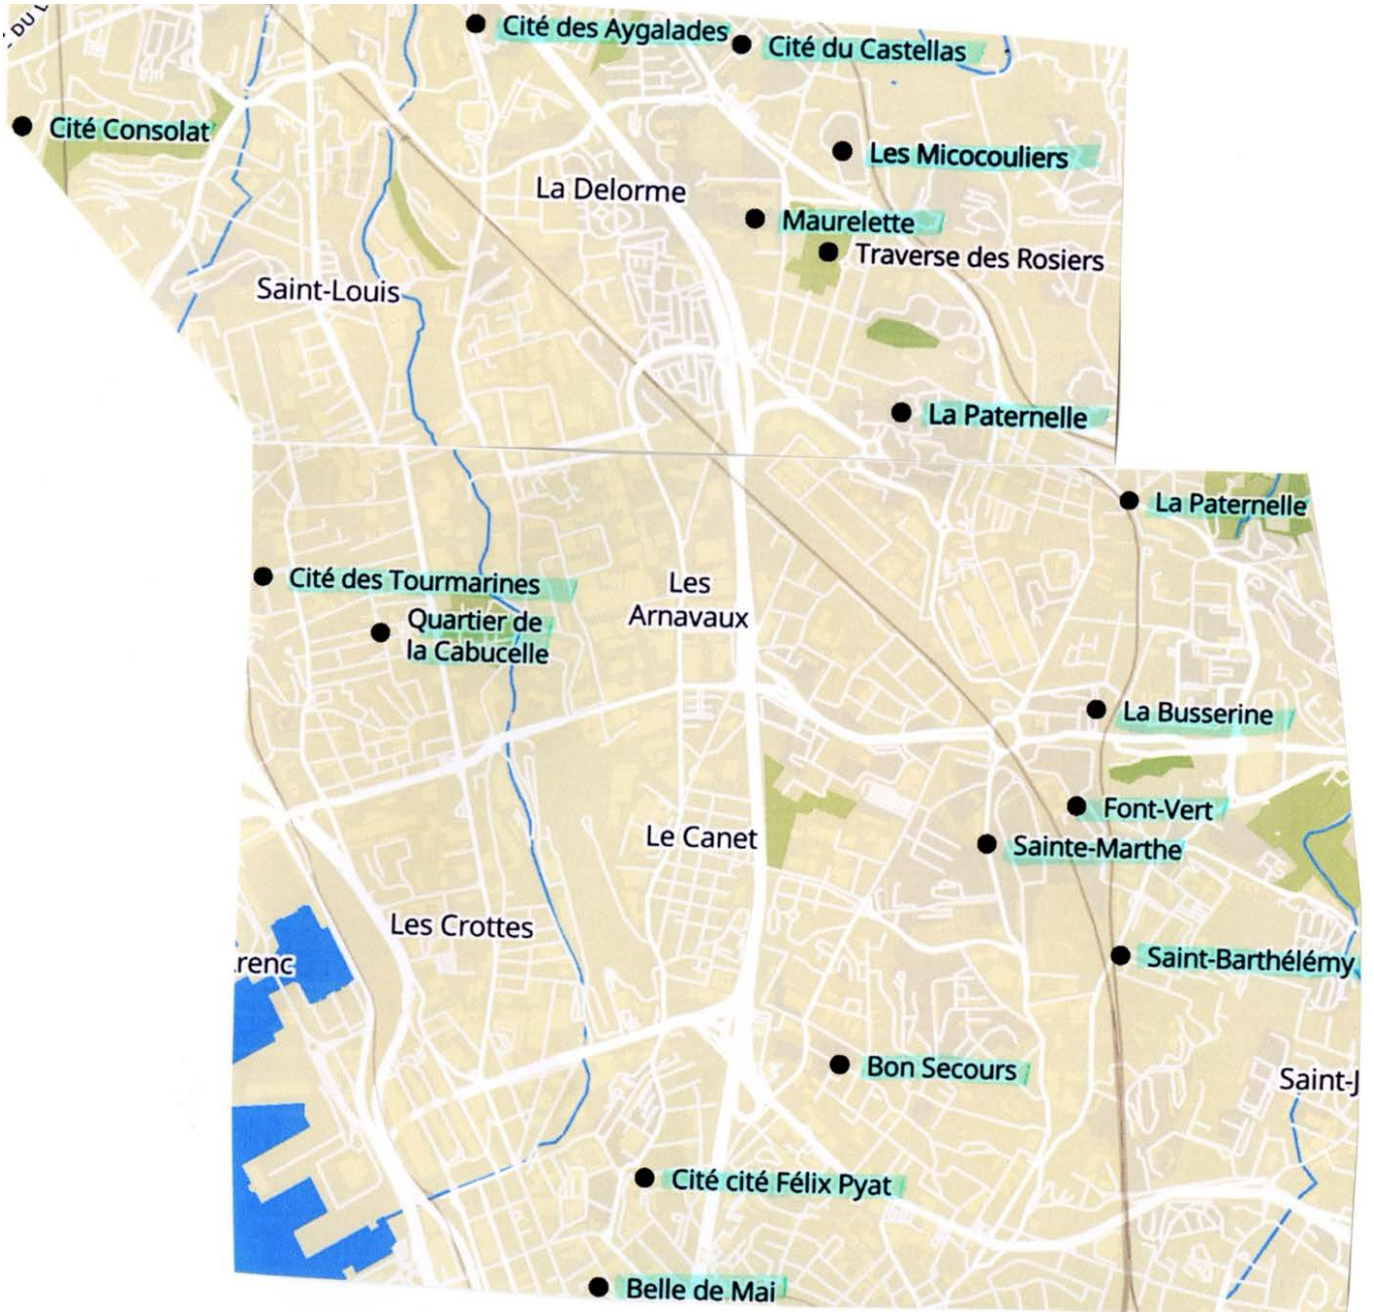 DU L
Cité des Aygalades
Cité du Castellas
Cité Consolat
Les Micocouliers
La Delorme
Maurelette
Traverse des Rosiers
Saint-Louis
La Paternelle
La Paternelle
Cité des Tourmarines
Les
Arnavaux
Quartier de
la Cabucelle
La Busserine
Font-Vert
Le Canet
Sainte-Marthe
Les Crottes
renc
Saint-Barthélémy
Bon Secours
Saint-J
Cité cité Félix Pyat
Belle de Mai